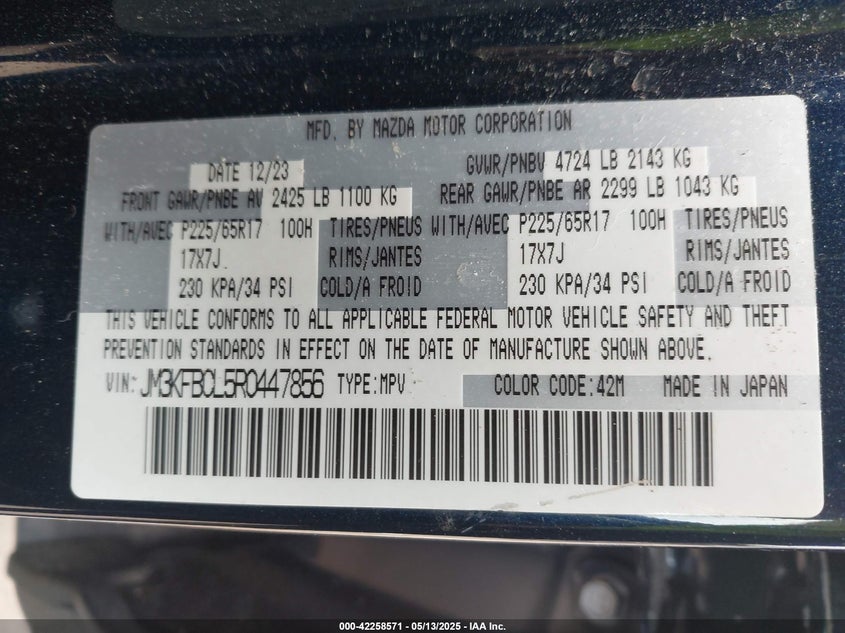 MFD. BY MAZDA MOTOR CORPORATION
DATE 12/23 GVWR/PNBV 4724 LB 2143 KG
FRONT GAWR/PNBE AV 2425 LB 1100 KG REAR GAWR/PNBE AR 2299 LB 1043 KG
WITH/AVEC P225/65R17 100H TIRES/PNEUS WITH/AVEC P225/65R17 100H TIRES/PNEUS
17X7J RIMS/JANTES 17X7J RIMS/JANTES
230 KPA/34 PSI COLD/A FROID 230 KPA/34 PSI COLD/A FROID
THIS VEHICLE CONFORMS TO ALL APPLICABLE FEDERAL MOTOR VEHICLE SAFETY AND THEFT
PREVENTION STANDARDS IN EFFECT ON THE DATE OF MANUFACTURE SHOWN ABOVE.
VIN: JM3KFBCL5R0447856 TYPE:MPV COLOR CODE:42M MADE IN JAPAN
000-42258571 - 05/13/2025 - IAA Inc.